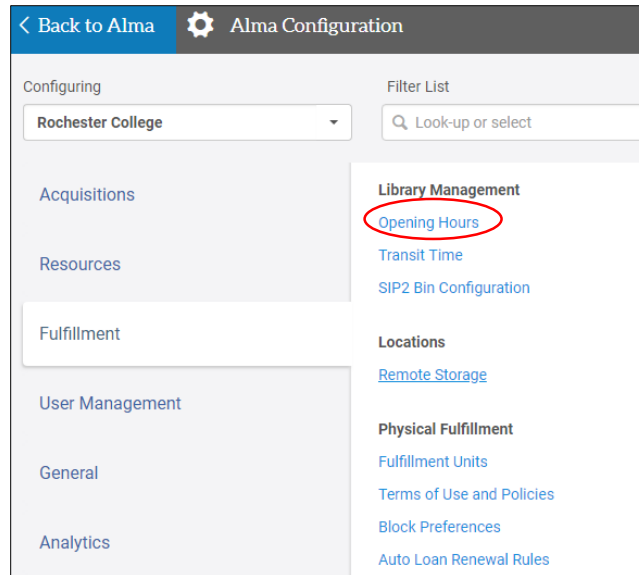 Back to Alma
Alma Configuration
Configuring
Filter List
Rochester College
Look-up or select
Acquisitions
Resources
Fulfillment
User Management
General
Analytics
Library Management
Opening Hours
Transit Time
SIP2 Bin Configuration
Locations
Remote Storage
Physical Fulfillment
Fulfillment Units
Terms of Use and Policies
Block Preferences
Auto Loan Renewal Rules